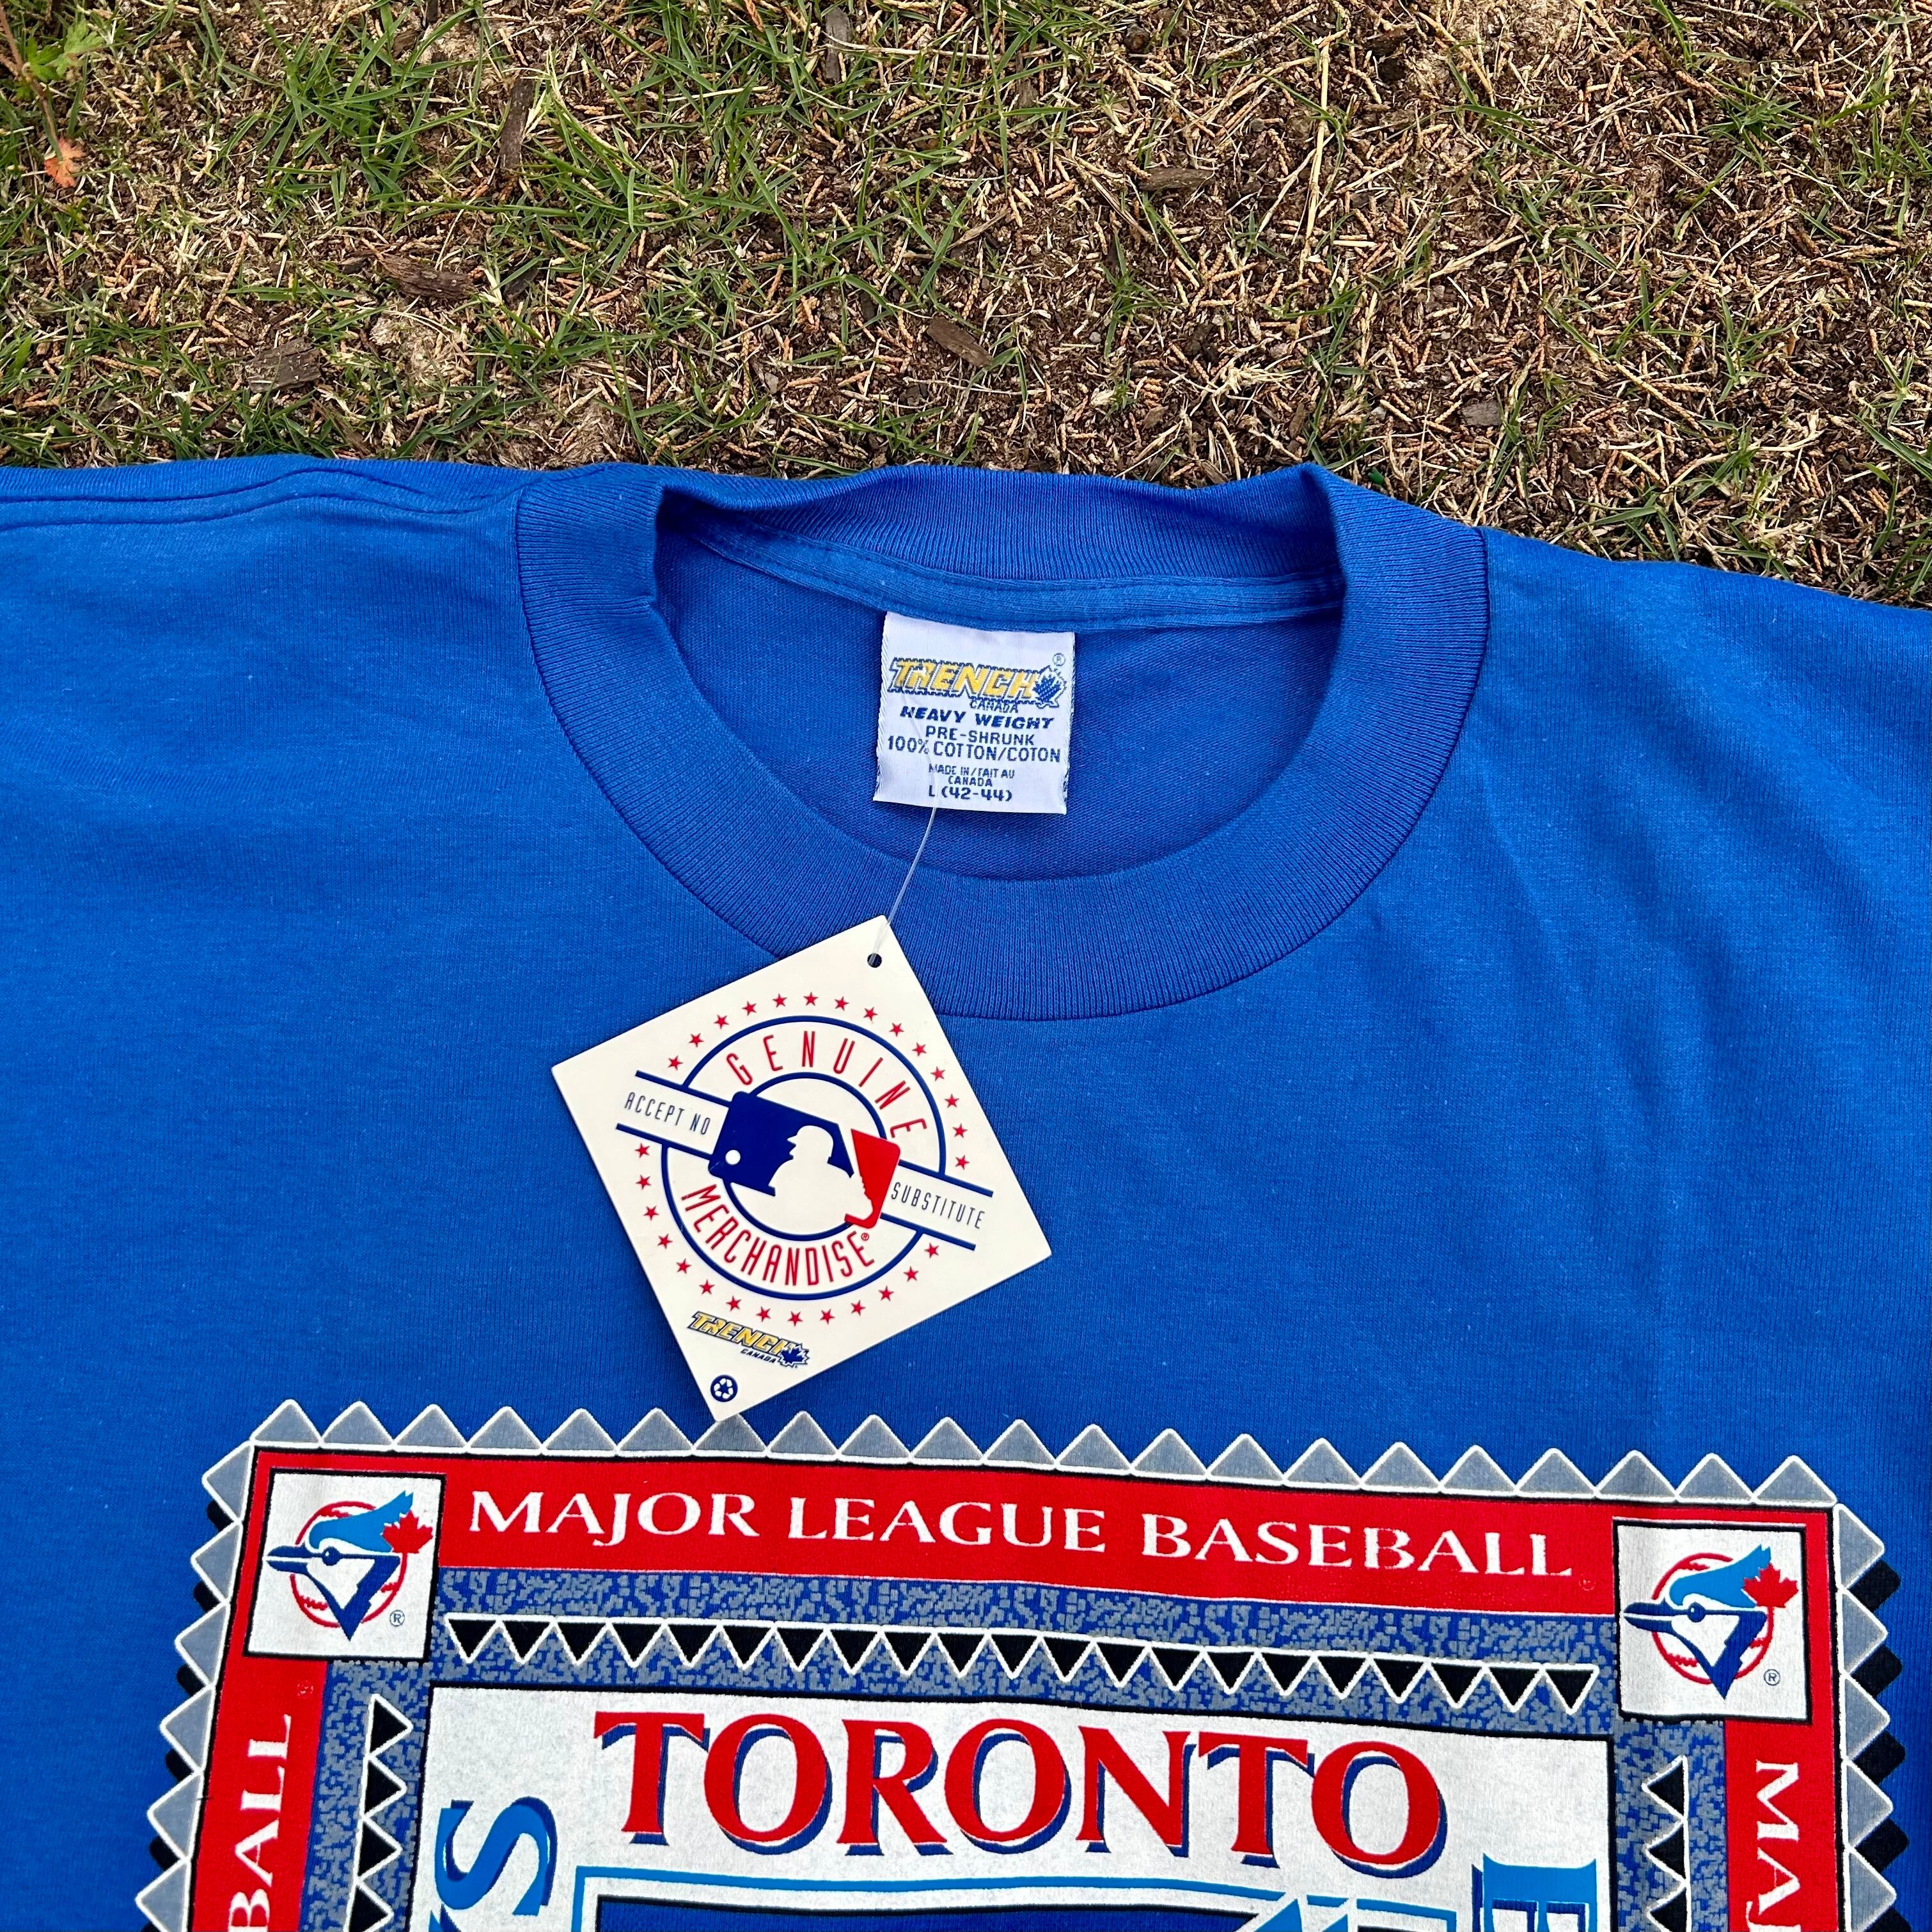 TRENCH ®
CANADA
HEAVY WEIGHT
PRE-SHRUNK
100% COTTON/COTON
MADE IN/FAIT AU
CANADA
L (42-44)
GENUINE
ACCEPT NO
SUBSTITUTE
MERCHANDISE®
TRENCH
CANADA
MAJOR LEAGUE BASEBALL
®
®
BALL
MAJ
TORONTO
S